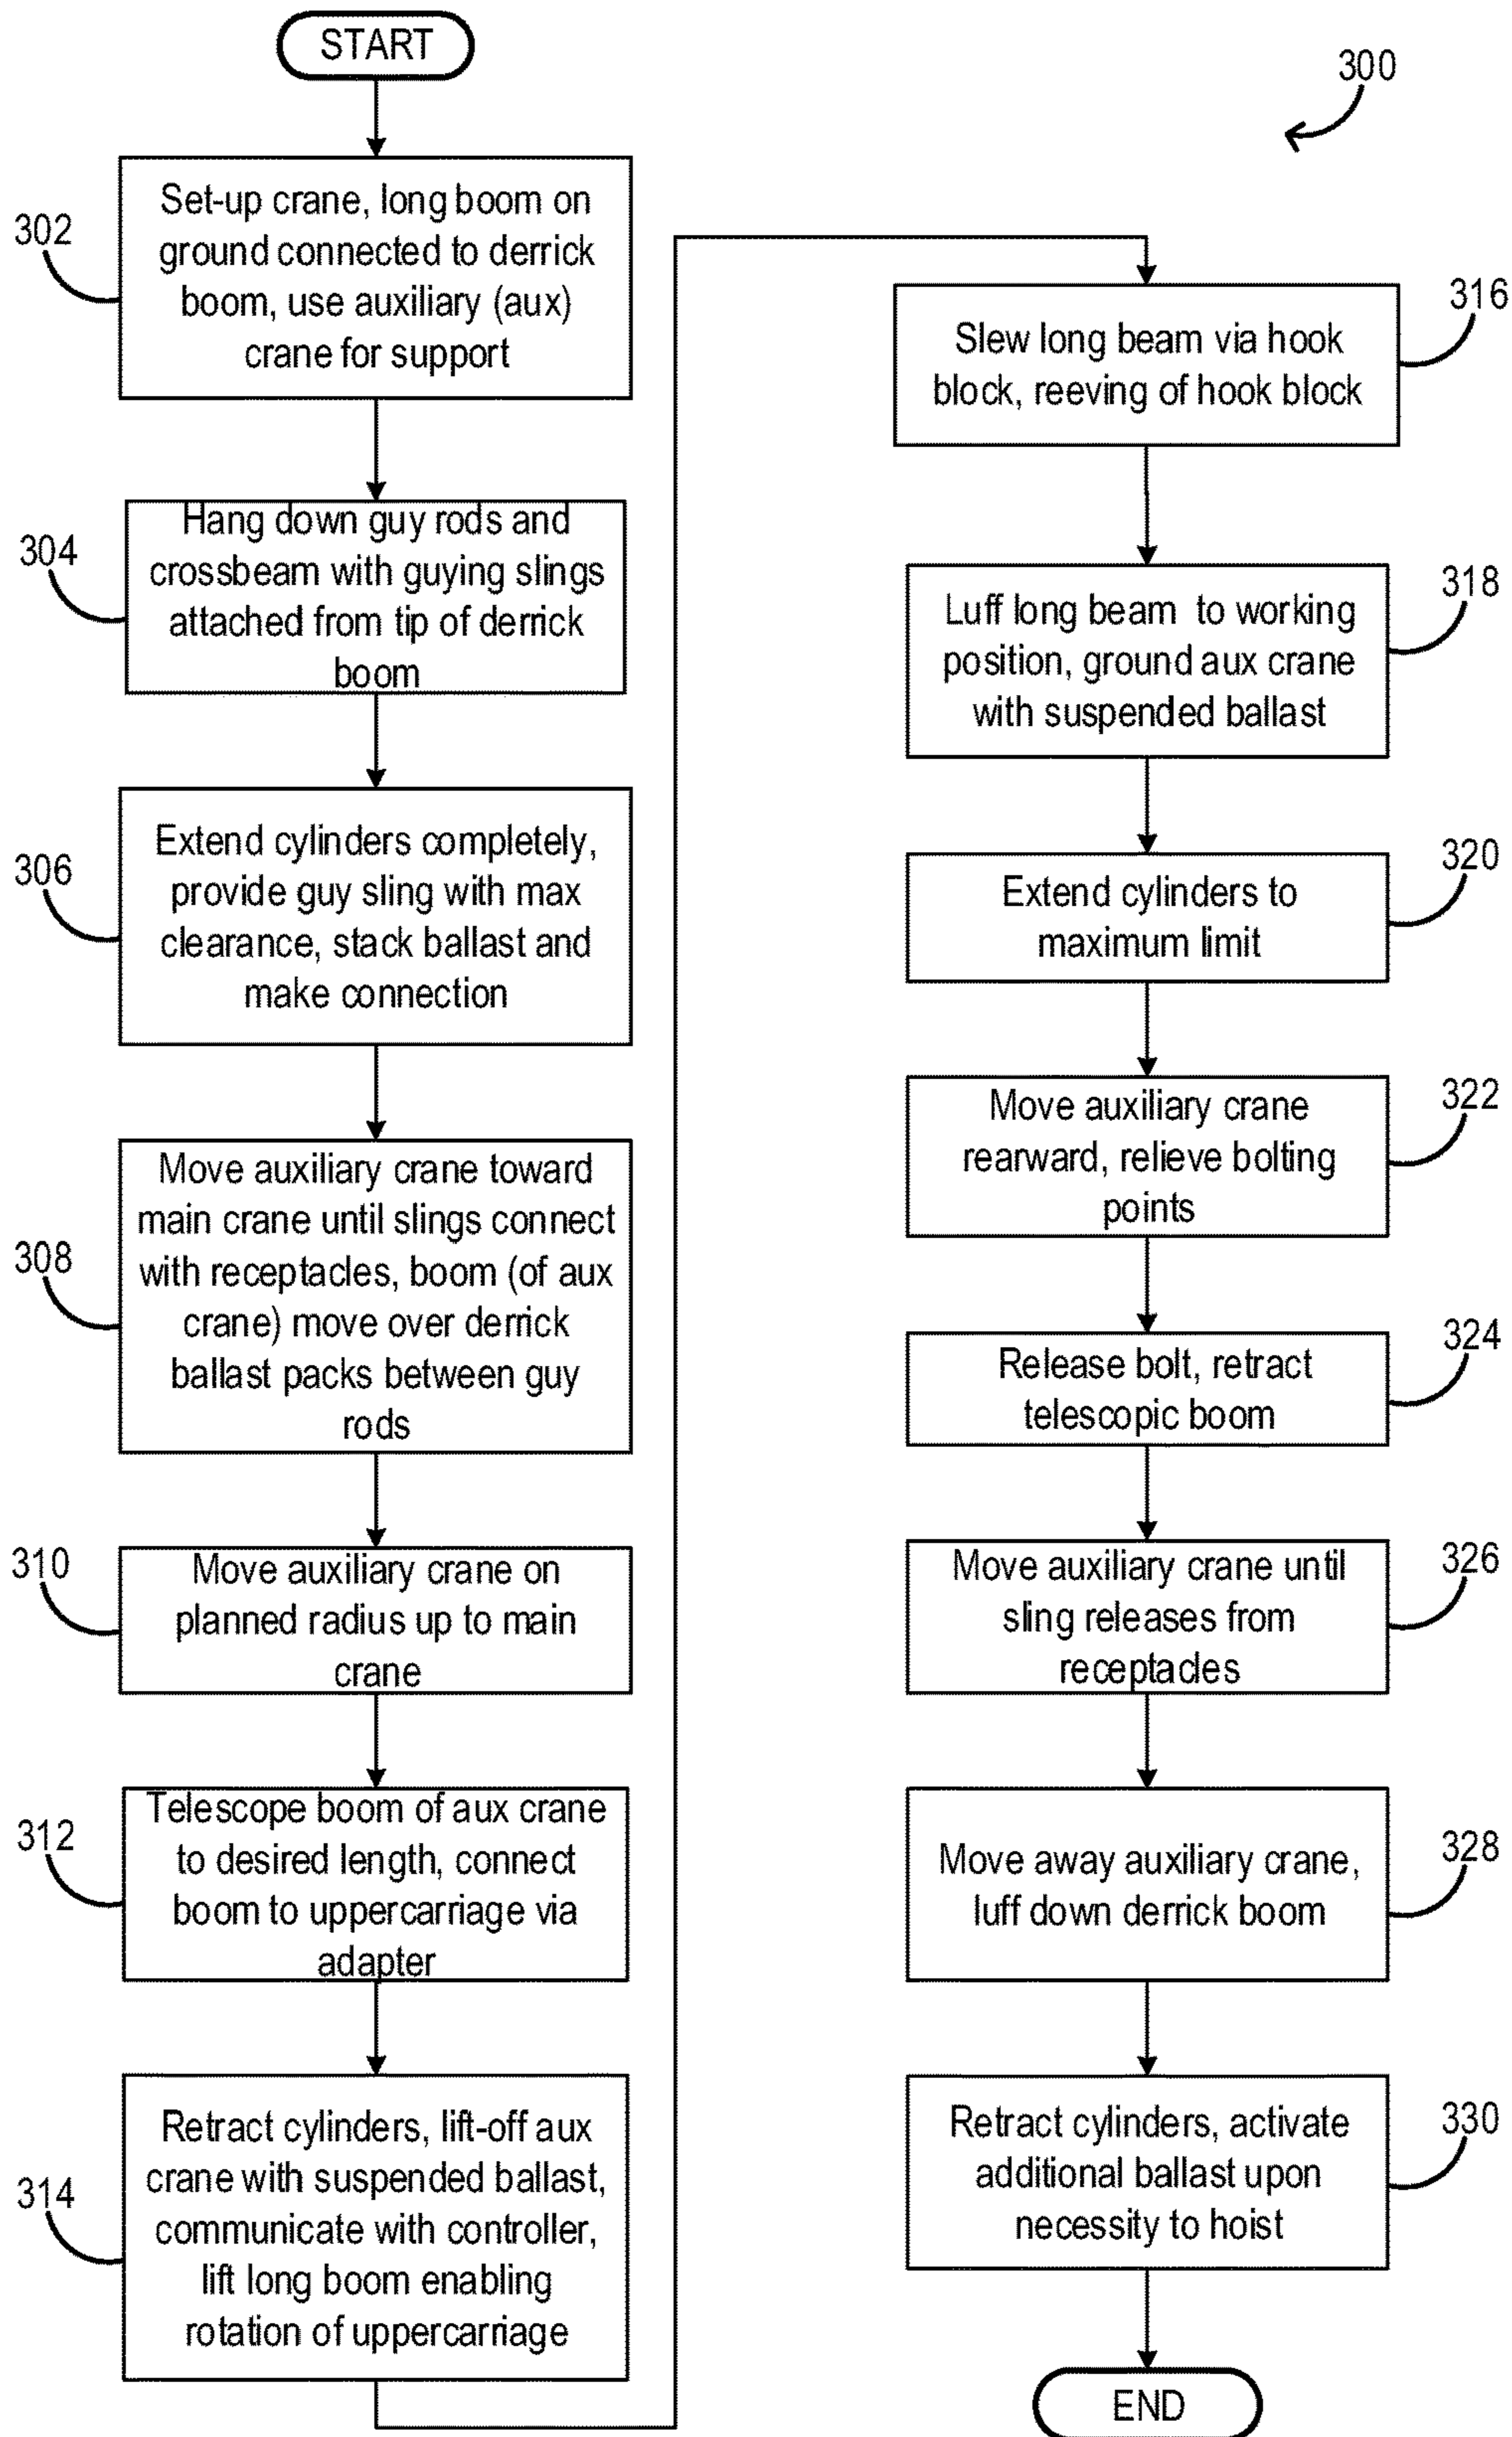 START
300
302
Set-up crane, long boom on
ground connected to derrick
boom, use auxiliary (aux)
crane for support
304
Hang down guy rods and
crossbeam with guying slings
attached from tip of derrick
boom
306
Extend cylinders completely,
provide guy sling with max
clearance, stack ballast and
make connection
308
Move auxiliary crane toward
main crane until slings connect
with receptacles, boom (of aux
crane) move over derrick
ballast packs between guy
rods
310
Move auxiliary crane on
planned radius up to main
crane
312
Telescope boom of aux crane
to desired length, connect
boom to uppercarriage via
adapter
314
Retract cylinders, lift-off aux
crane with suspended ballast,
communicate with controller,
lift long boom enabling
rotation of uppercarriage
316
Slew long beam via hook
block, reeving of hook block
318
Luff long beam to working
position, ground aux crane
with suspended ballast
320
Extend cylinders to
maximum limit
322
Move auxiliary crane
rearward, relieve bolting
points
324
Release bolt, retract
telescopic boom
326
Move auxiliary crane until
sling releases from
receptacles
328
Move away auxiliary crane,
luff down derrick boom
330
Retract cylinders, activate
additional ballast upon
necessity to hoist
END